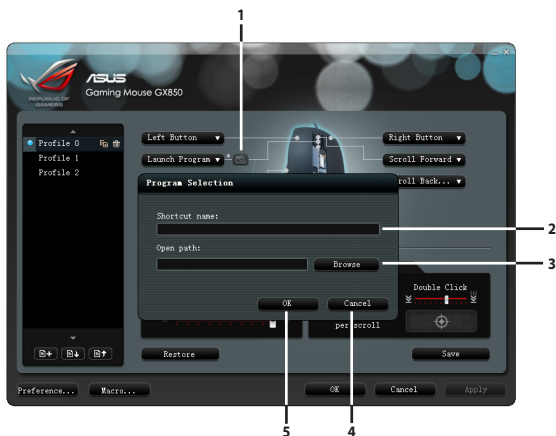 1
REPUBLIC OF
GAMERS
ASUS
Gaming Mouse GX850
Profile 0
Profile 1
Profile 2
Left Button
Launch Program
Right Button
Scroll Forward
roll Back...
Program Selection
Shortcut name:
2
Open path:
Browse
3
OK
Cancel
Double Click
per scroll
Restore
Save
Preference...
Macro...
OK
Cancel
Apply
5
4